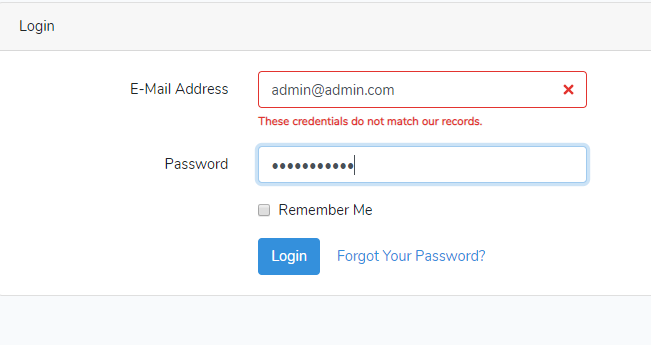 Login
E-Mail Address admin@admin.com
These credentials do not match our records.
Password •••••••••••
Remember Me
Login Forgot Your Password?